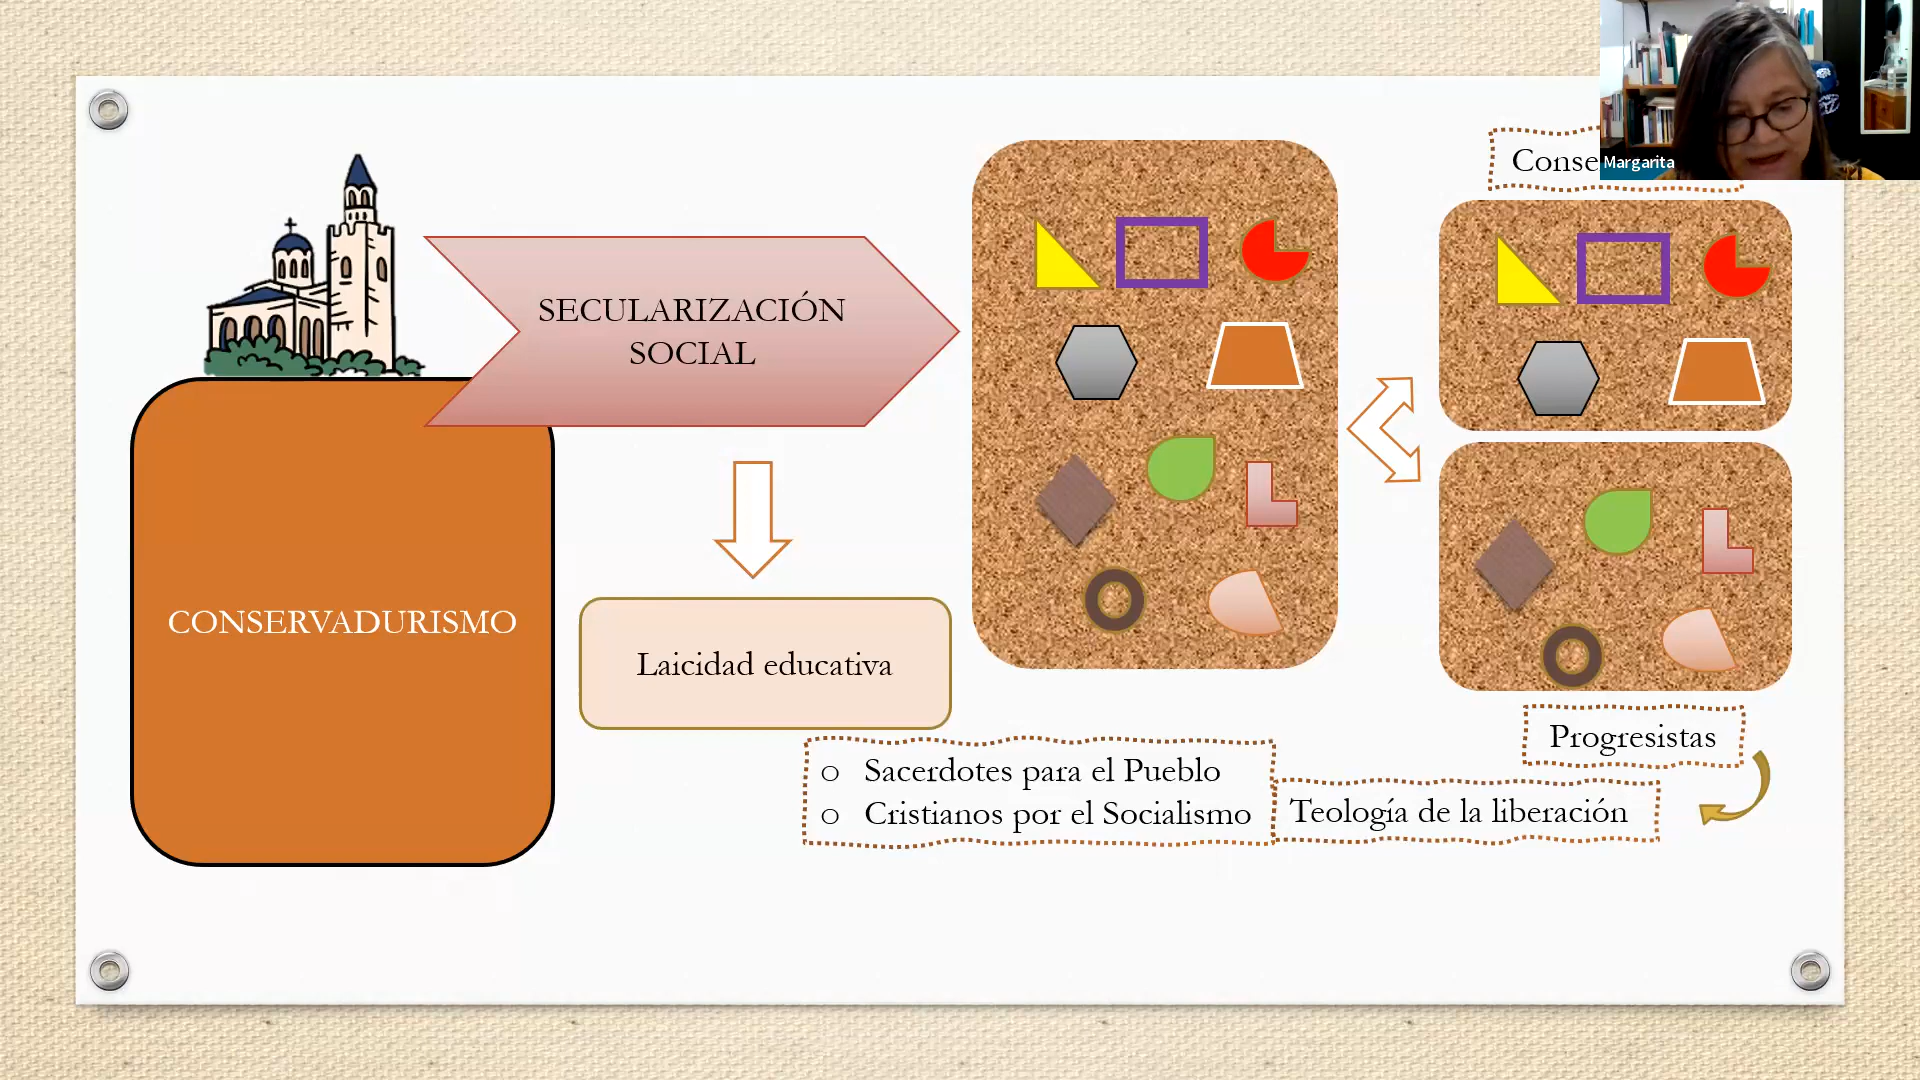 Margarita
SECULARIZACIÓN
SOCIAL
CONSERVADURISMO
Laicidad educativa
Progresistas
o Sacerdotes para el Pueblo
o Cristianos por el Socialismo
Teología de la liberación